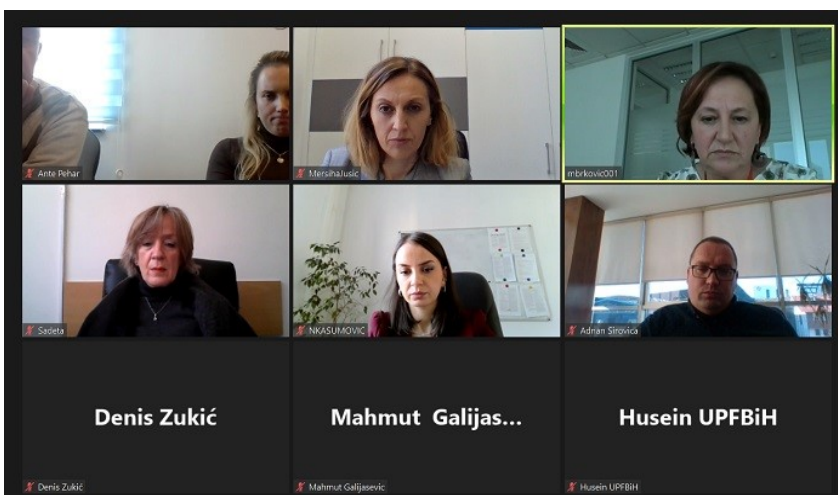 Ante Pehar
MersihaJusic
mbrkovic001
Sadeta
NKASUMOVIC
Adnan Sirovica
Denis Zukić
Mahmut Galijas...
Husein UPFBiH
Denis Zukić
Mahmut Galijasevic
Husein UPFBiH